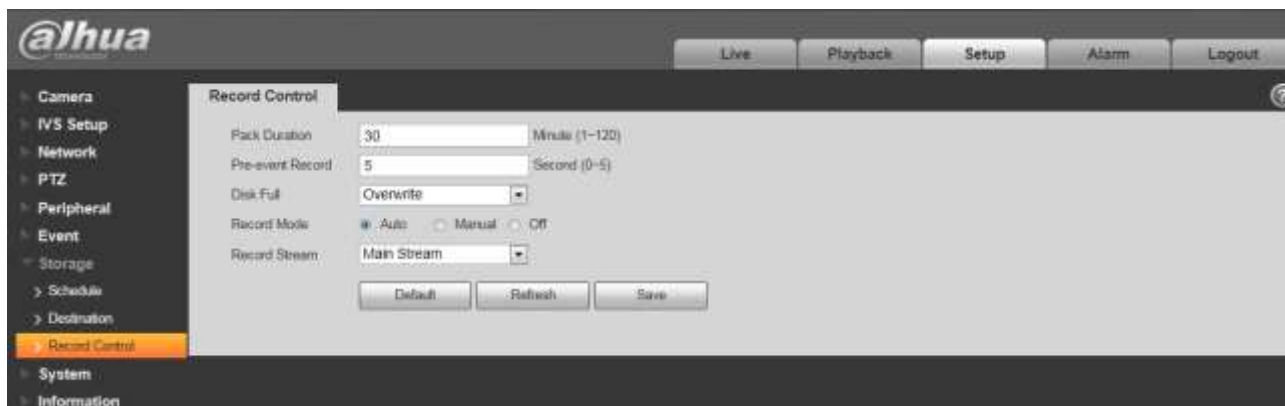 alhua
Live Playback Setup Alarm Logout
Camera
IVS Setup
Network
PTZ
Peripheral
Event
Storage
Schedule
Destination
Record Control
System
Information
Record Control
Pack Duration 30 Minute (1~120)
Pre-event Record 5 Second (0~5)
Disk Full Overwrite
Record Mode Auto Manual Off
Record Stream Main Stream
Default Refresh Save
?